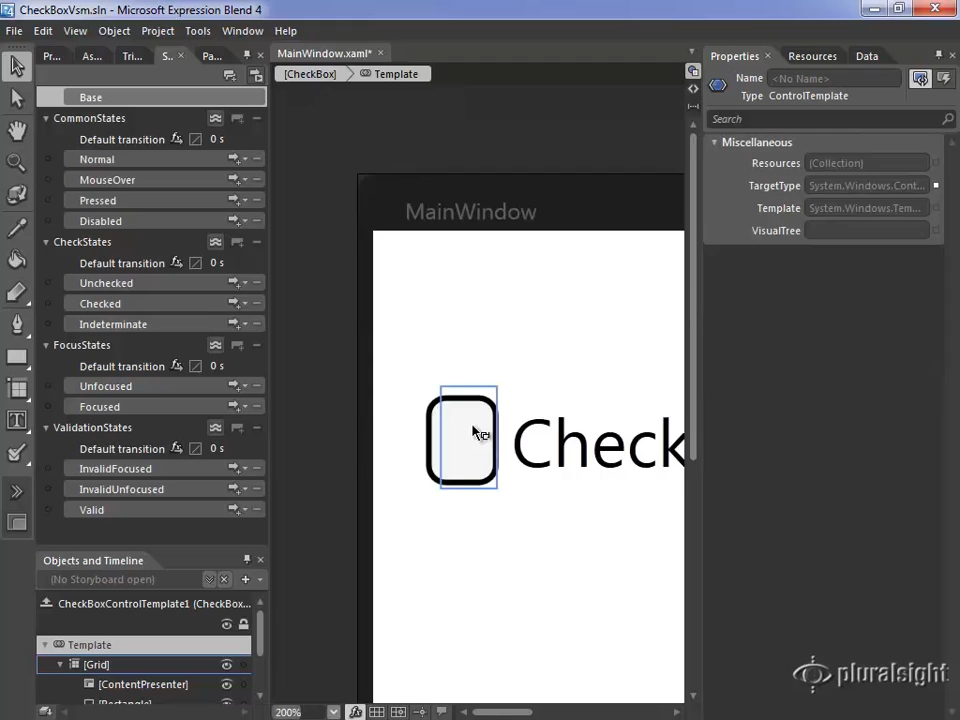 CheckBoxVsm.sln - Microsoft Expression Blend 4
File Edit View Object Project Tools Window Help
Pr... As... Tri... S.. Pa...
MainWindow.xaml*
Properties Resources Data
[CheckBox] Template
Name <No Name>
Type ControlTemplate
Base
Search
CommonStates
Default transition 0 s
Normal
MouseOver
Pressed
Disabled
CheckStates
Default transition 0 s
Unchecked
Checked
Indeterminate
FocusStates
Default transition 0 s
Unfocused
Focused
ValidationStates
Default transition 0 s
InvalidFocused
InvalidUnfocused
Valid
Miscellaneous
Resources (Collection)
TargetType System.Windows.Cont...
Template System.Windows.Tem...
VisualTree
MainWindow
Check
Objects and Timeline
(No Storyboard open)
CheckBoxControlTemplate1 (CheckBox...
Template
[Grid]
[ContentPresenter]
[Rectangle]
200%
pluralsight